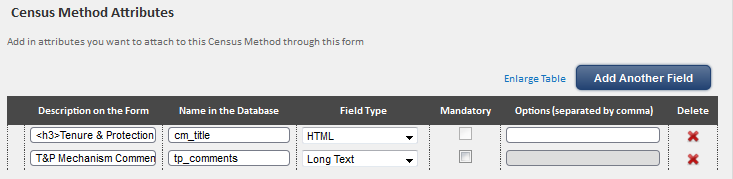 Census Method Attributes
Add in attributes you want to attach to this Census Method through this form
Enlarge Table Add Another Field
Description on the Form Name in the Database Field Type Mandatory Options (separated by comma) Delete
<h3>Tenure & Protection cm_title HTML
T&P Mechanism Commen tp_comments Long Text